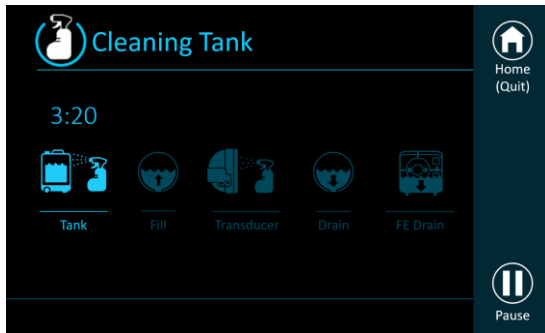 Cleaning Tank
Home
(Quit)
3:20
Tank
Fill
Transducer
Drain
FE Drain
Pause